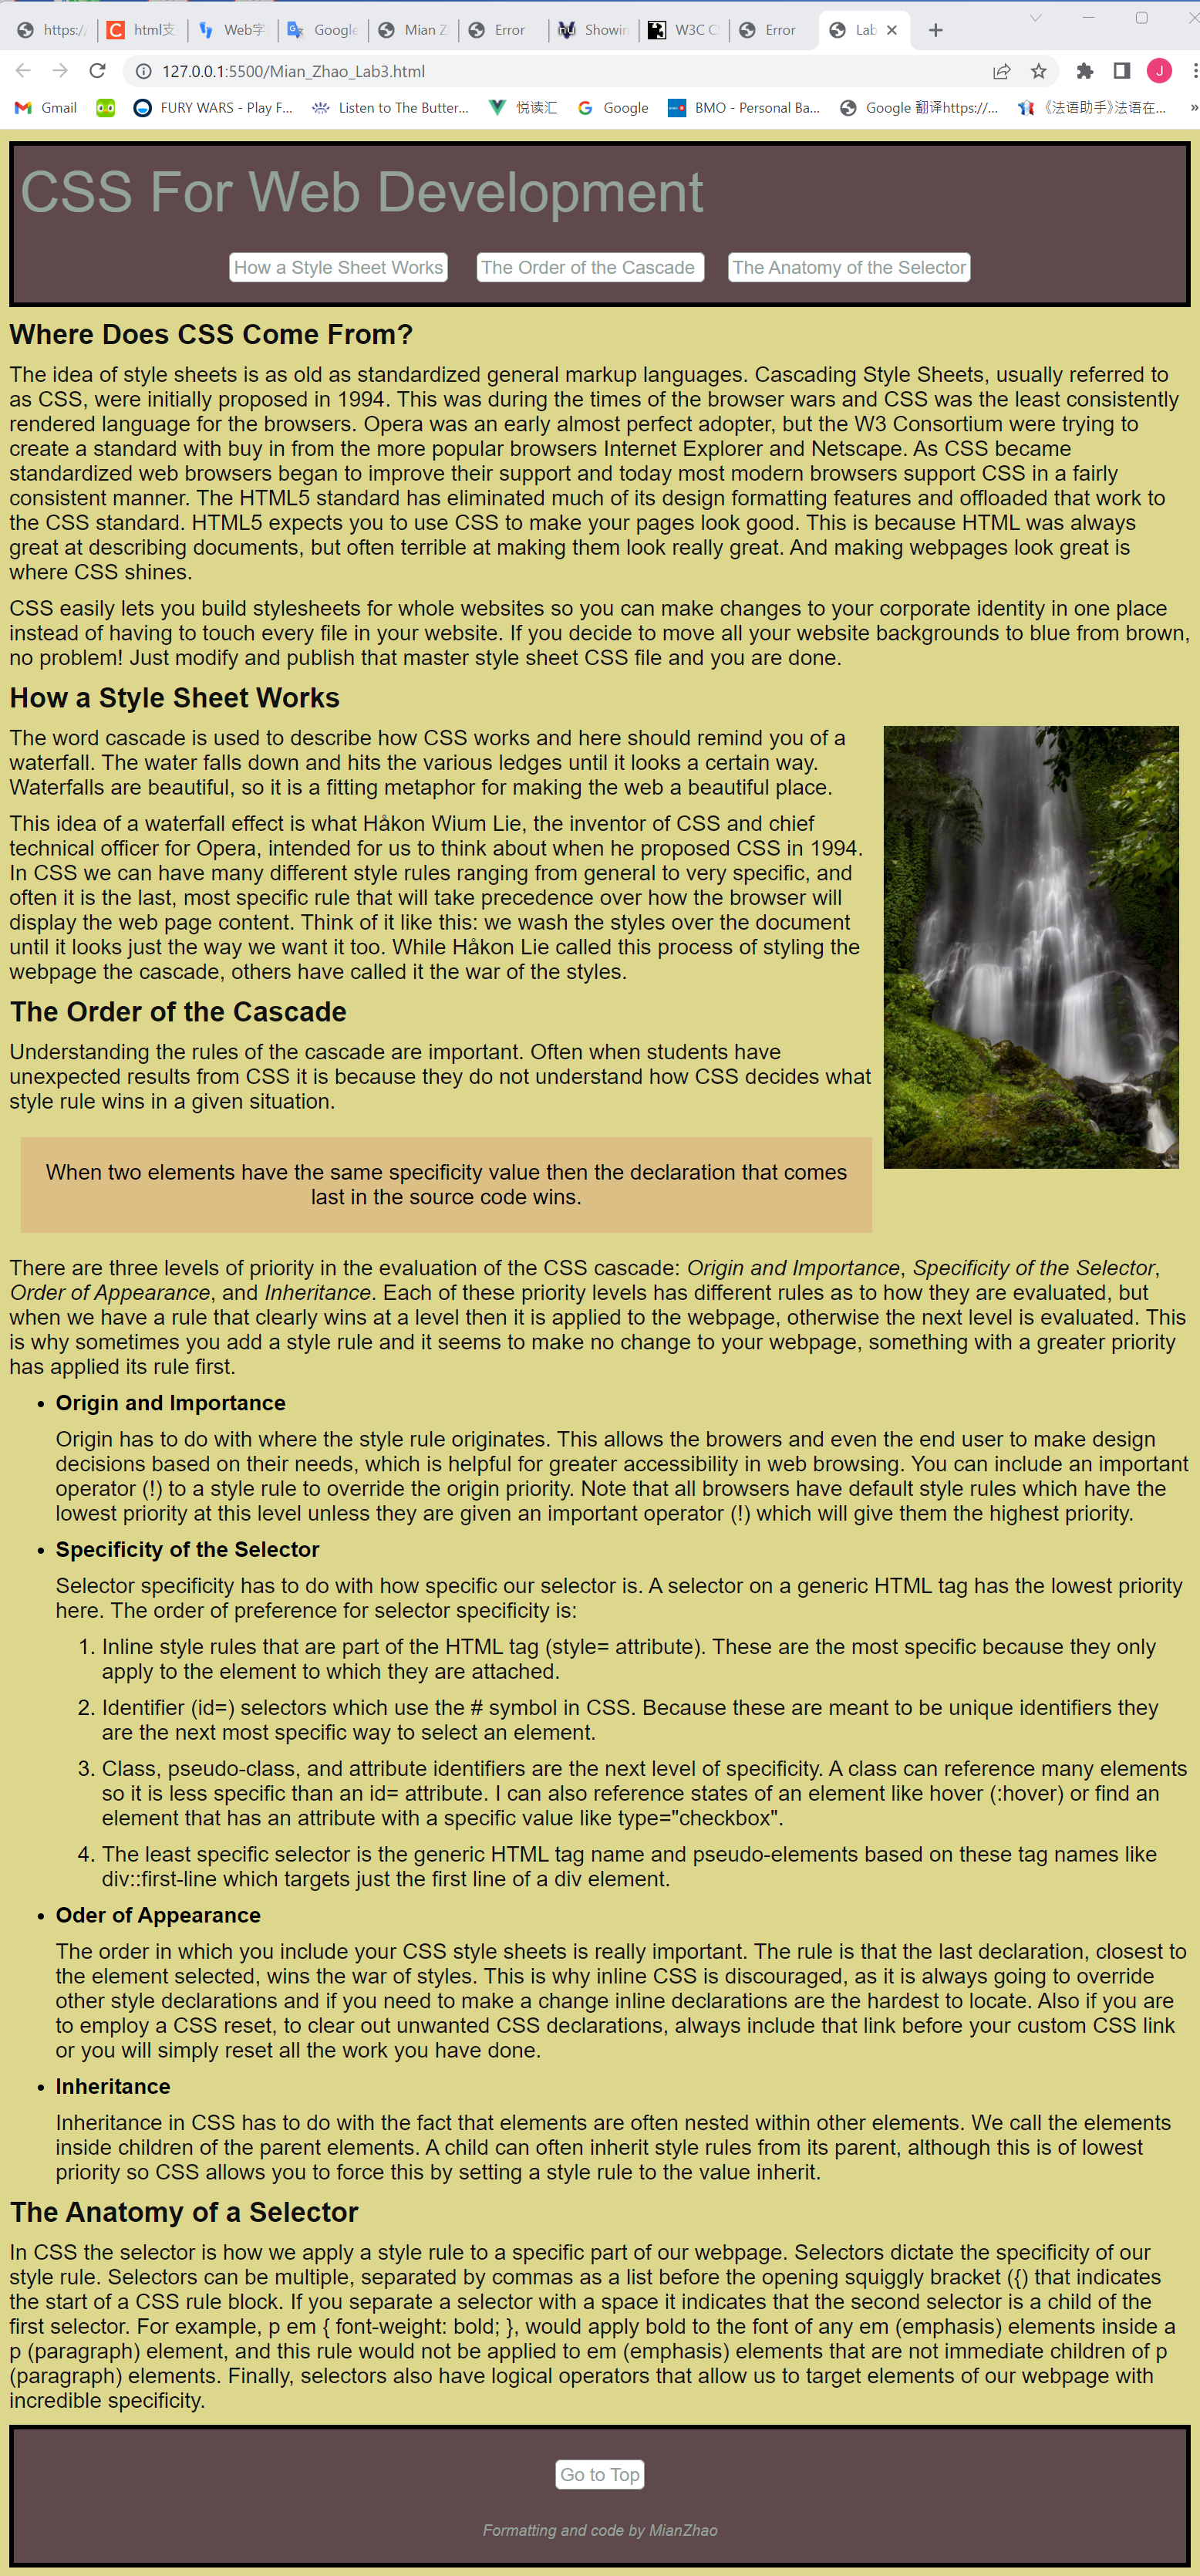 https:/
html支
Web字
Google
Mian Z
Error
Showin
W3C C
Error
Lab
127.0.0.1:5500/Mian_Zhao_Lab3.html
J
Gmail
FURY WARS - Play F...
Listen to The Butter...
悦读汇
Google
BMO - Personal Ba...
Google 翻译https://...
《法语助手》法语在...
»
CSS For Web Development
How a Style Sheet Works
The Order of the Cascade
The Anatomy of the Selector
Where Does CSS Come From?
The idea of style sheets is as old as standardized general markup languages. Cascading Style Sheets, usually referred to
as CSS, were initially proposed in 1994. This was during the times of the browser wars and CSS was the least consistently
rendered language for the browsers. Opera was an early almost perfect adopter, but the W3 Consortium were trying to
create a standard with buy in from the more popular browsers Internet Explorer and Netscape. As CSS became
standardized web browsers began to improve their support and today most modern browsers support CSS in a fairly
consistent manner. The HTML5 standard has eliminated much of its design formatting features and offloaded that work to
the CSS standard. HTML5 expects you to use CSS to make your pages look good. This is because HTML was always
great at describing documents, but often terrible at making them look really great. And making webpages look great is
where CSS shines.
CSS easily lets you build stylesheets for whole websites so you can make changes to your corporate identity in one place
instead of having to touch every file in your website. If you decide to move all your website backgrounds to blue from brown,
no problem! Just modify and publish that master style sheet CSS file and you are done.
How a Style Sheet Works
The word cascade is used to describe how CSS works and here should remind you of a
waterfall. The water falls down and hits the various ledges until it looks a certain way.
Waterfalls are beautiful, so it is a fitting metaphor for making the web a beautiful place.
This idea of a waterfall effect is what Håkon Wium Lie, the inventor of CSS and chief
technical officer for Opera, intended for us to think about when he proposed CSS in 1994.
In CSS we can have many different style rules ranging from general to very specific, and
often it is the last, most specific rule that will take precedence over how the browser will
display the web page content. Think of it like this: we wash the styles over the document
until it looks just the way we want it too. While Håkon Lie called this process of styling the
webpage the cascade, others have called it the war of the styles.
The Order of the Cascade
Understanding the rules of the cascade are important. Often when students have
unexpected results from CSS it is because they do not understand how CSS decides what
style rule wins in a given situation.
When two elements have the same specificity value then the declaration that comes
last in the source code wins.
There are three levels of priority in the evaluation of the CSS cascade: Origin and Importance, Specificity of the Selector,
Order of Appearance, and Inheritance. Each of these priority levels has different rules as to how they are evaluated, but
when we have a rule that clearly wins at a level then it is applied to the webpage, otherwise the next level is evaluated. This
is why sometimes you add a style rule and it seems to make no change to your webpage, something with a greater priority
has applied its rule first.
• Origin and Importance
Origin has to do with where the style rule originates. This allows the browers and even the end user to make design
decisions based on their needs, which is helpful for greater accessibility in web browsing. You can include an important
operator (!) to a style rule to override the origin priority. Note that all browsers have default style rules which have the
lowest priority at this level unless they are given an important operator (!) which will give them the highest priority.
• Specificity of the Selector
Selector specificity has to do with how specific our selector is. A selector on a generic HTML tag has the lowest priority
here. The order of preference for selector specificity is:
1. Inline style rules that are part of the HTML tag (style= attribute). These are the most specific because they only
apply to the element to which they are attached.
2. Identifier (id=) selectors which use the # symbol in CSS. Because these are meant to be unique identifiers they
are the next most specific way to select an element.
3. Class, pseudo-class, and attribute identifiers are the next level of specificity. A class can reference many elements
so it is less specific than an id= attribute. I can also reference states of an element like hover (:hover) or find an
element that has an attribute with a specific value like type="checkbox".
4. The least specific selector is the generic HTML tag name and pseudo-elements based on these tag names like
div::first-line which targets just the first line of a div element.
• Oder of Appearance
The order in which you include your CSS style sheets is really important. The rule is that the last declaration, closest to
the element selected, wins the war of styles. This is why inline CSS is discouraged, as it is always going to override
other style declarations and if you need to make a change inline declarations are the hardest to locate. Also if you are
to employ a CSS reset, to clear out unwanted CSS declarations, always include that link before your custom CSS link
or you will simply reset all the work you have done.
• Inheritance
Inheritance in CSS has to do with the fact that elements are often nested within other elements. We call the elements
inside children of the parent elements. A child can often inherit style rules from its parent, although this is of lowest
priority so CSS allows you to force this by setting a style rule to the value inherit.
The Anatomy of a Selector
In CSS the selector is how we apply a style rule to a specific part of our webpage. Selectors dictate the specificity of our
style rule. Selectors can be multiple, separated by commas as a list before the opening squiggly bracket ({) that indicates
the start of a CSS rule block. If you separate a selector with a space it indicates that the second selector is a child of the
first selector. For example, p em { font-weight: bold; }, would apply bold to the font of any em (emphasis) elements inside a
p (paragraph) element, and this rule would not be applied to em (emphasis) elements that are not immediate children of p
(paragraph) elements. Finally, selectors also have logical operators that allow us to target elements of our webpage with
incredible specificity.
Go to Top
Formatting and code by MianZhao